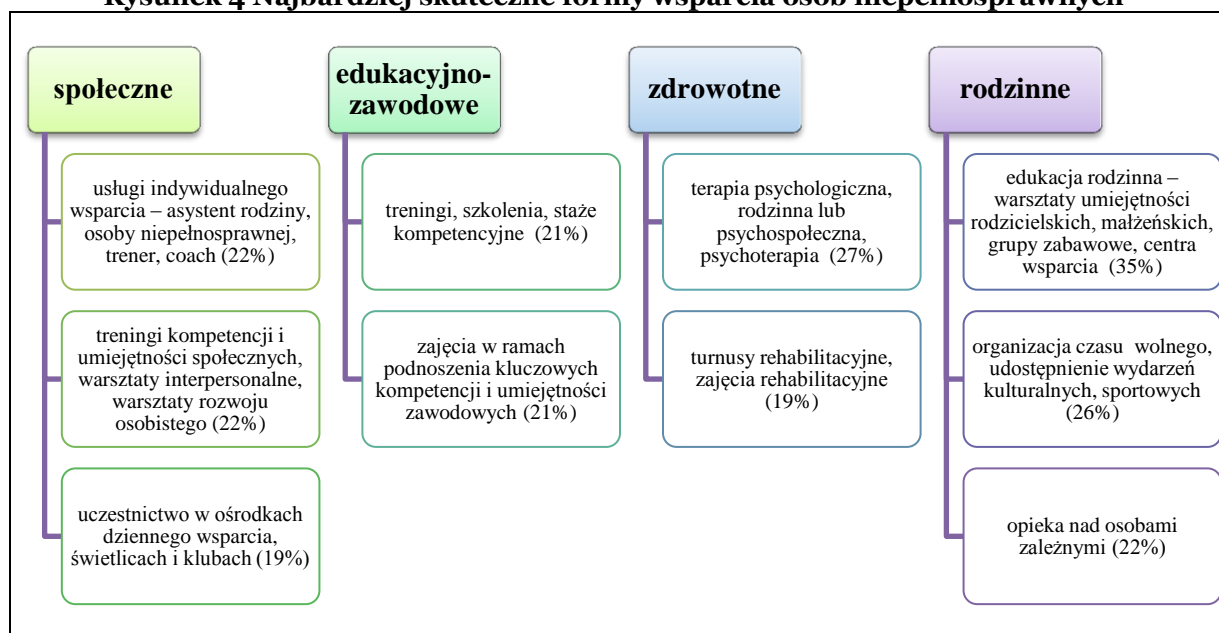 Rysunek 4 Najbardziej skuteczne formy wsparcia osób niepełnosprawnych
społeczne
usługi indywidualnego
wsparcia – asystent rodziny,
osoby niepełnosprawnej,
trener, coach (22%)
treningi kompetencji i
umiejętności społecznych,
warsztaty interpersonalne,
warsztaty rozwoju
osobistego (22%)
uczestnictwo w ośrodkach
dziennego wsparcia,
świetlicach i klubach (19%)
edukacyjno-
zawodowe
treningi, szkolenia, staże
kompetencyjne (21%)
zajęcia w ramach
podnoszenia kluczowych
kompetencji i umiejętności
zawodowych (21%)
zdrowotne
terapia psychologiczna,
rodzinna lub
psychospołeczna,
psychoterapia (27%)
turnusy rehabilitacyjne,
zajęcia rehabilitacyjne
(19%)
rodzinne
edukacja rodzinna –
warsztaty umiejętności
rodzicielskich, małżeńskich,
grupy zabawowe, centra
wsparcia (35%)
organizacja czasu wolnego,
udostępnienie wydarzeń
kulturalnych, sportowych
(26%)
opieka nad osobami
zależnymi (22%)